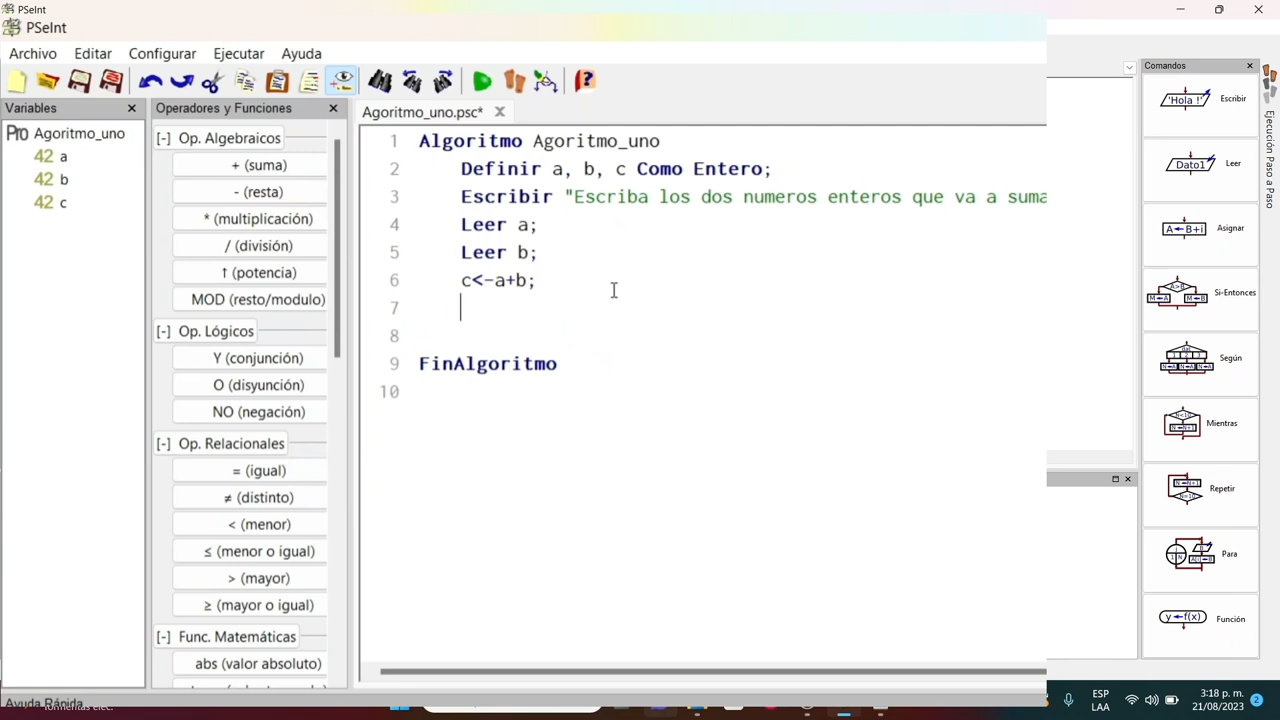 PSeInt
PSeInt
Archivo Editar Configurar Ejecutar Ayuda
Variables
Pro Agoritmo_uno
42 a
42 b
42 c
Operadores y Funciones
[-] Op. Algebraicos
+ (suma)
- (resta)
* (multiplicación)
/ (división)
↑ (potencia)
MOD (resto/modulo)
[-] Op. Lógicos
Y (conjunción)
O (disyunción)
NO (negación)
[-] Op. Relacionales
= (igual)
≠ (distinto)
< (menor)
≤ (menor o igual)
> (mayor)
≥ (mayor o igual)
[-] Func. Matemáticas
abs (valor absoluto)
Agoritmo_uno.psc*
1 Algoritmo Agoritmo_uno
2 Definir a, b, c Como Entero;
3 Escribir "Escriba los dos numeros enteros que va a suma
4 Leer a;
5 Leer b;
6 c<-a+b;
7
8
9 FinAlgoritmo
10
Comandos
'Hola !' Escribir
Dato1 Leer
A←B+i Asignar
A>B M←A M←B Si-Entonces
Según
Mientras
Repetir
Para
y←f(x) Función
Ejecución Paso a Paso
Ayuda Rápida
Tormentas eléc.
ESP
LAA
3:18 p. m.
21/08/2023
2